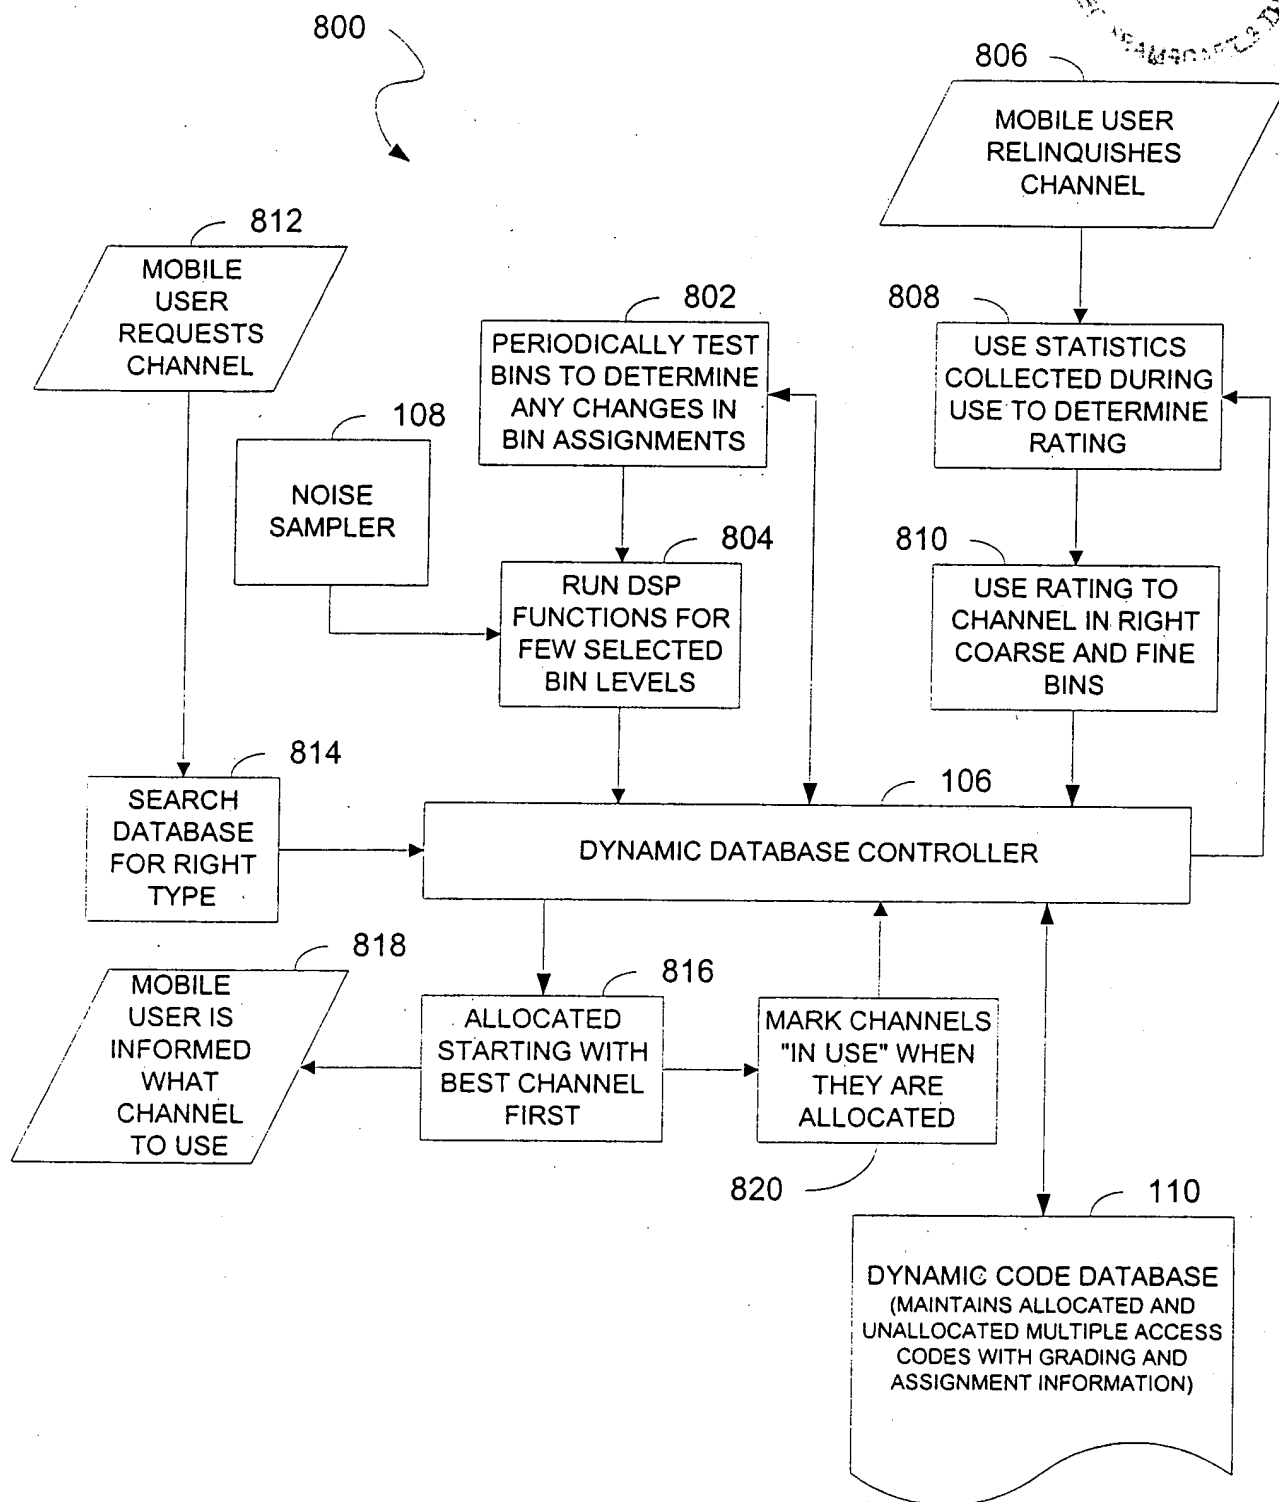 800
806
MOBILE USER
RELINQUISHES
CHANNEL
812
MOBILE
USER
REQUESTS
CHANNEL
802
PERIODICALLY TEST
BINS TO DETERMINE
ANY CHANGES IN
BIN ASSIGNMENTS
808
USE STATISTICS
COLLECTED DURING
USE TO DETERMINE
RATING
108
NOISE
SAMPLER
804
RUN DSP
FUNCTIONS FOR
FEW SELECTED
BIN LEVELS
810
USE RATING TO
CHANNEL IN RIGHT
COARSE AND FINE
BINS
814
SEARCH
DATABASE
FOR RIGHT
TYPE
106
DYNAMIC DATABASE CONTROLLER
818
MOBILE
USER IS
INFORMED
WHAT
CHANNEL
TO USE
816
ALLOCATED
STARTING WITH
BEST CHANNEL
FIRST
MARK CHANNELS
"IN USE" WHEN
THEY ARE
ALLOCATED
820
110
DYNAMIC CODE DATABASE
(MAINTAINS ALLOCATED AND
UNALLOCATED MULTIPLE ACCESS
CODES WITH GRADING AND
ASSIGNMENT INFORMATION)